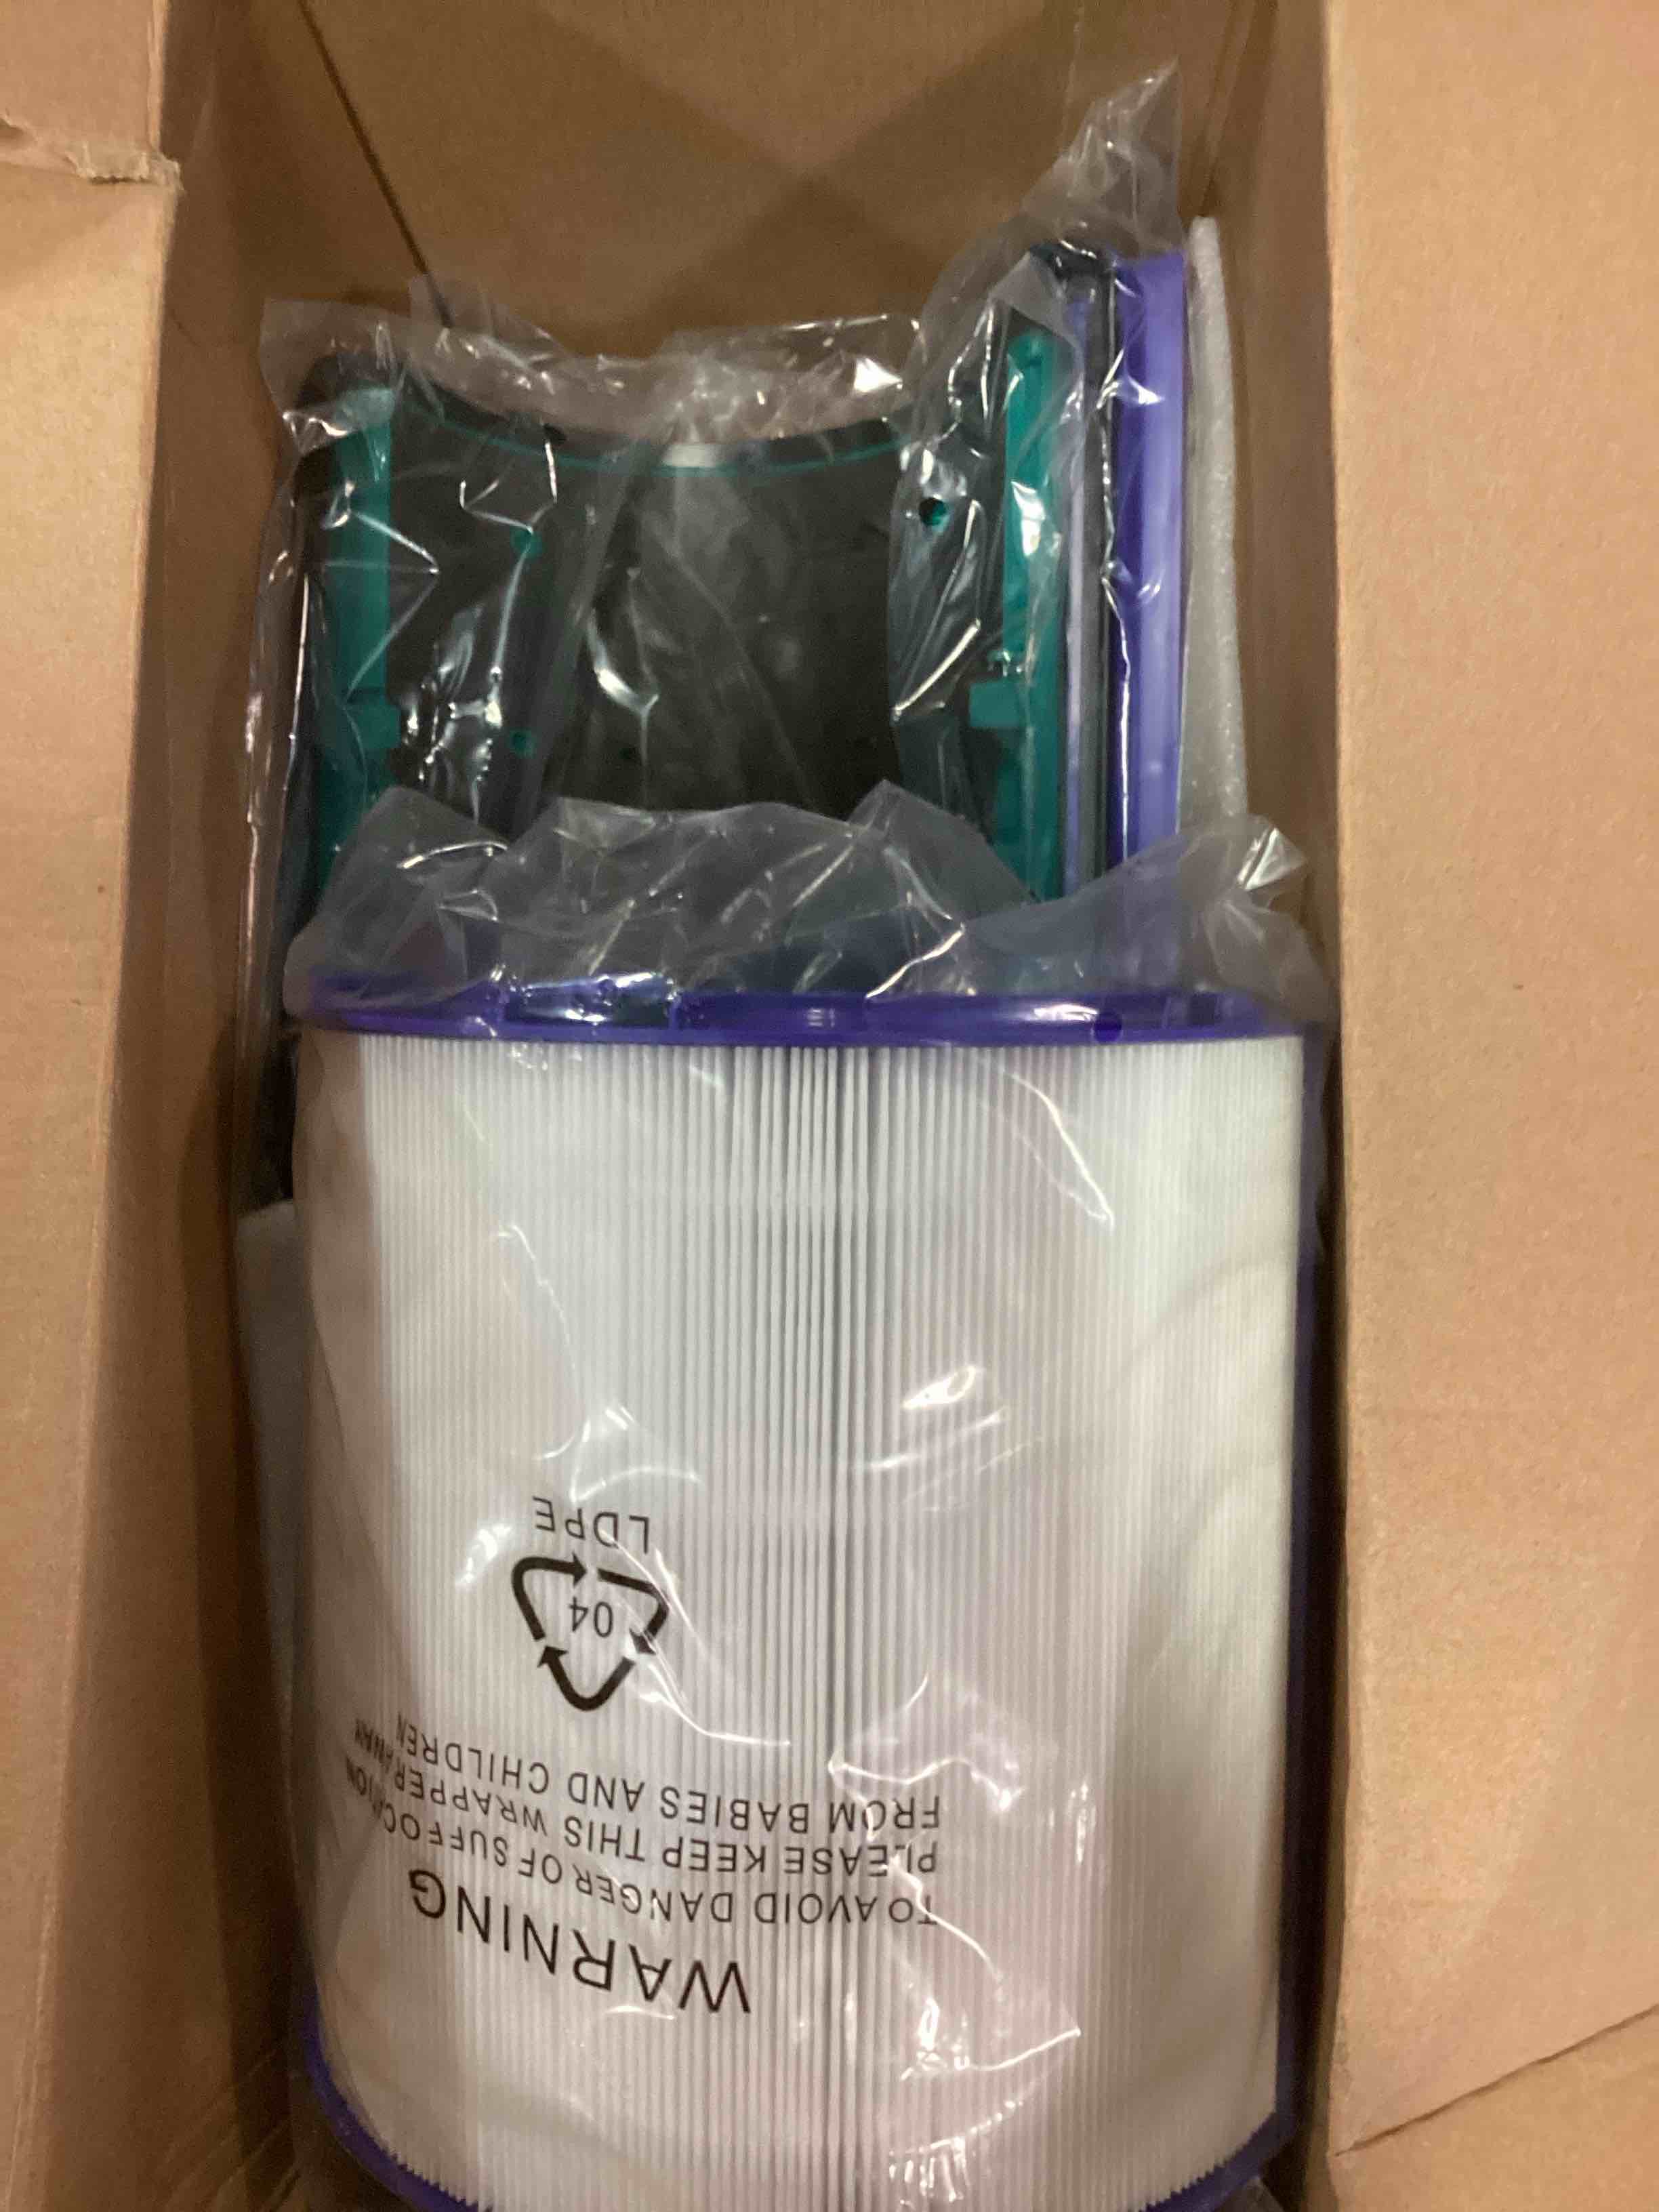 WARNING
TO AVOID DANGER OF SUFFOCATION
PLEASE KEEP THIS WRAPPER AWAY
FROM BABIES AND CHILDREN
04
LDPE